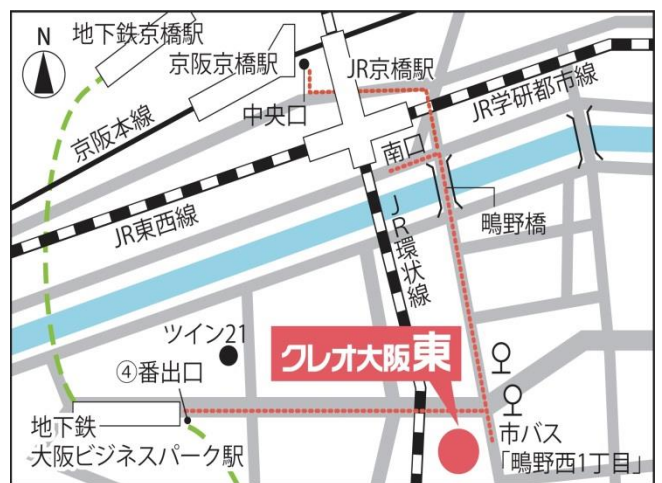 N
地下鉄京橋駅
京阪京橋駅
JR京橋駅
中央口
JR学研都市線
京阪本線
南口
JR東西線
JR環状線
鴫野橋
ツイン21
④番出口
クレオ大阪東
地下鉄
大阪ビジネスパーク駅
市バス
「鴫野西1丁目」